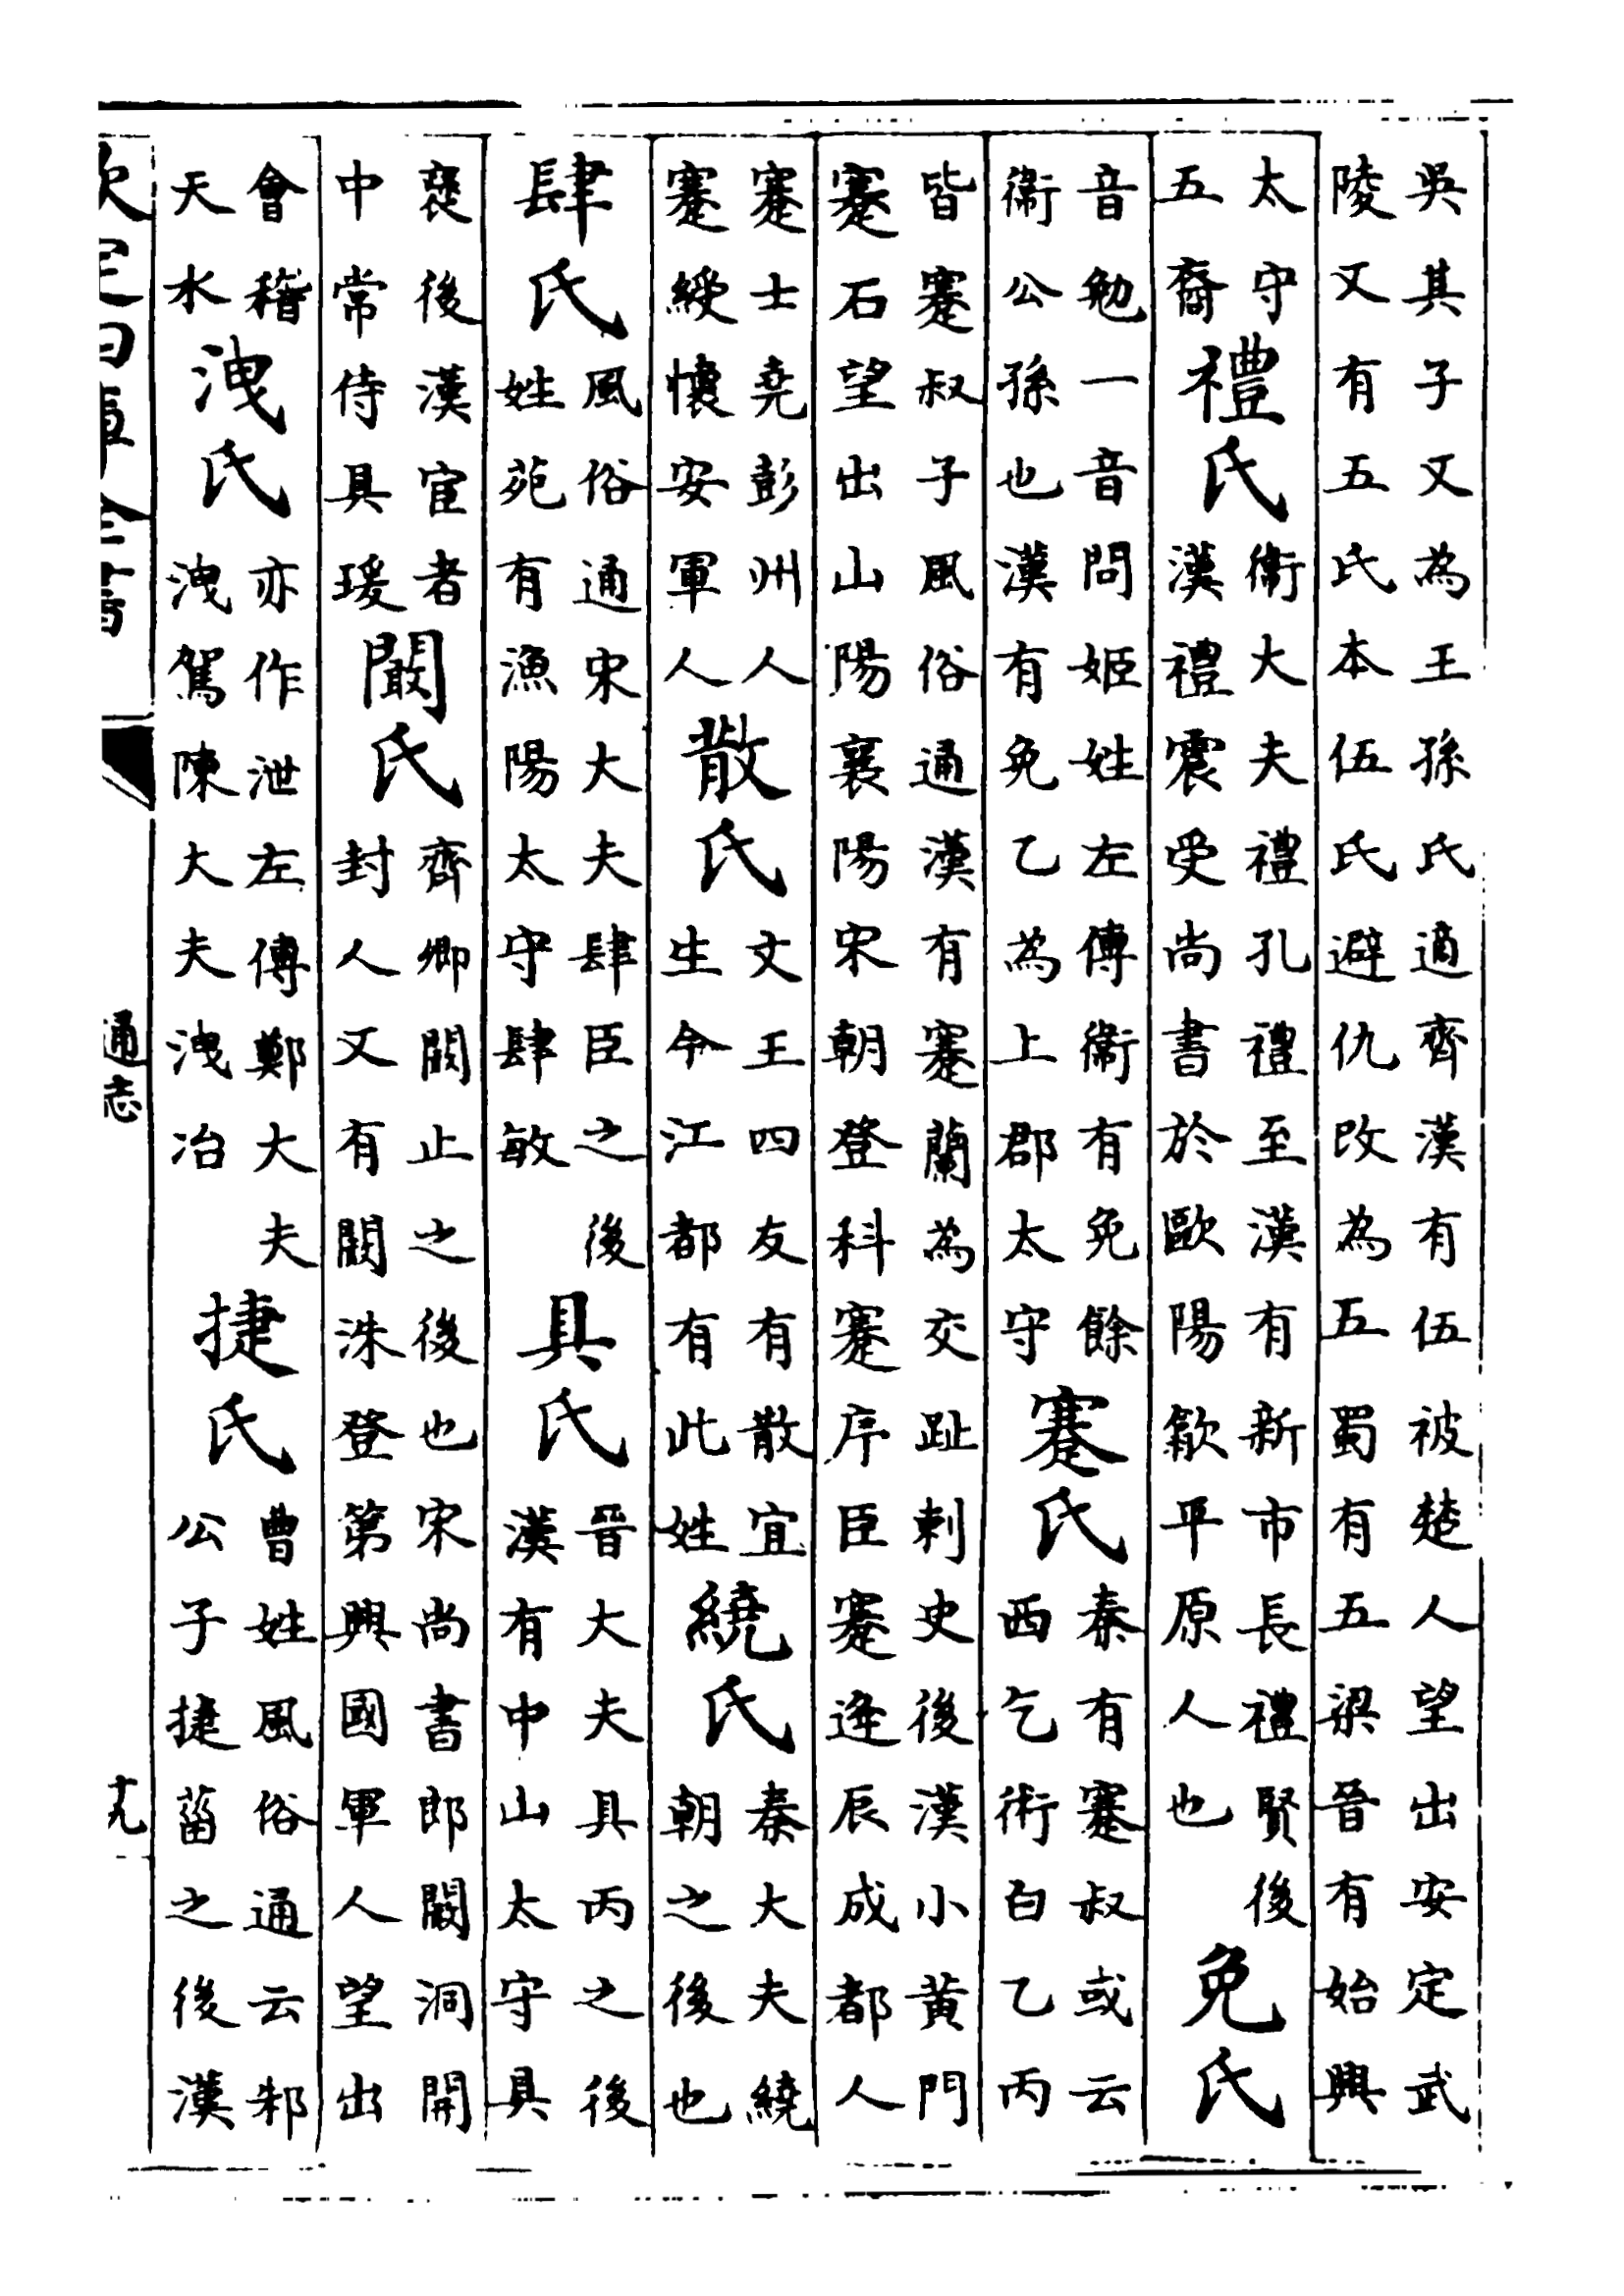 吳其子又為王孫氏適齊漢有伍被楚人望出安定武
陵又有五氏本伍氏避仇改為五蜀有五梁晉有始興
太守
五裔
禮氏
衞大夫禮孔禮至漢有新市長禮賢後
漢禮震受尚書於歐陽歙平原人也
免氏
音勉一音問姬姓左傳衞有免餘
衞公孫也漢有免乙為上郡太守
蹇氏
秦有蹇叔或云
西乞術白乙丙
皆蹇叔子風俗通漢有蹇蘭為交趾刺史後漢小黄門
蹇石望出山陽襄陽宋朝登科蹇序臣蹇逄辰成都人
蹇士堯彭州人
蹇綬懷安軍人
散氏
文王四友有散宜
生今江都有此姓
繞氏
秦大夫繞
朝之後也
肆氏
風俗通宋大夫肆臣之後
姓苑有漁陽太守肆敏
具氏
晉大夫具丙之後
漢有中山太守具
襃後漢宦者
中常侍具瑗
闞氏
齊卿闞止之後也宋尚書郎闞洞開
封人又有闞洙登第興國軍人望出
會稽
天水
洩氏
亦作泄左傳鄭大夫
洩駕陳大夫洩冶
捷氏
曹姓風俗通云邾
公子捷菑之後漢
欽定四庫全書
通志
十九